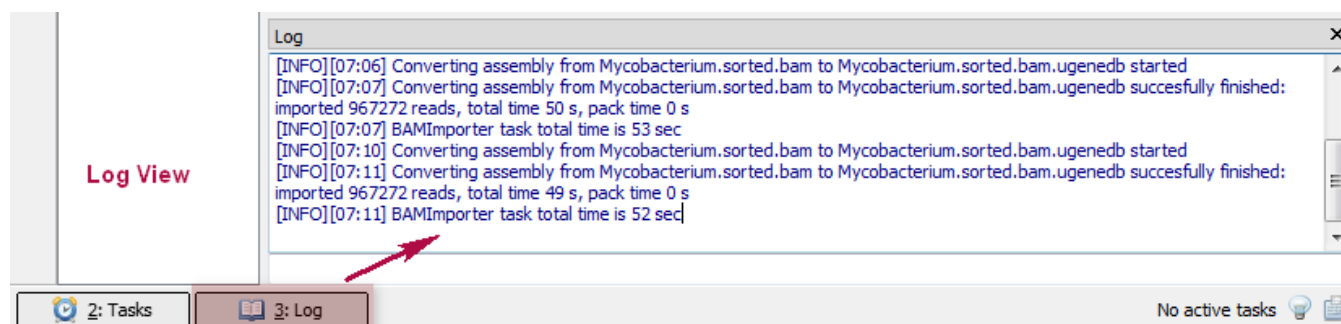 Log
[INFO][07:06] Converting assembly from Mycobacterium.sorted.bam to Mycobacterium.sorted.bam.ugenedb started
[INFO][07:07] Converting assembly from Mycobacterium.sorted.bam to Mycobacterium.sorted.bam.ugenedb succesfully finished:
imported 967272 reads, total time 50 s, pack time 0 s
[INFO][07:07] BAMImporter task total time is 53 sec
[INFO][07:10] Converting assembly from Mycobacterium.sorted.bam to Mycobacterium.sorted.bam.ugenedb started
[INFO][07:11] Converting assembly from Mycobacterium.sorted.bam to Mycobacterium.sorted.bam.ugenedb succesfully finished:
imported 967272 reads, total time 49 s, pack time 0 s
[INFO][07:11] BAMImporter task total time is 52 sec
Log View
2: Tasks
3: Log
No active tasks